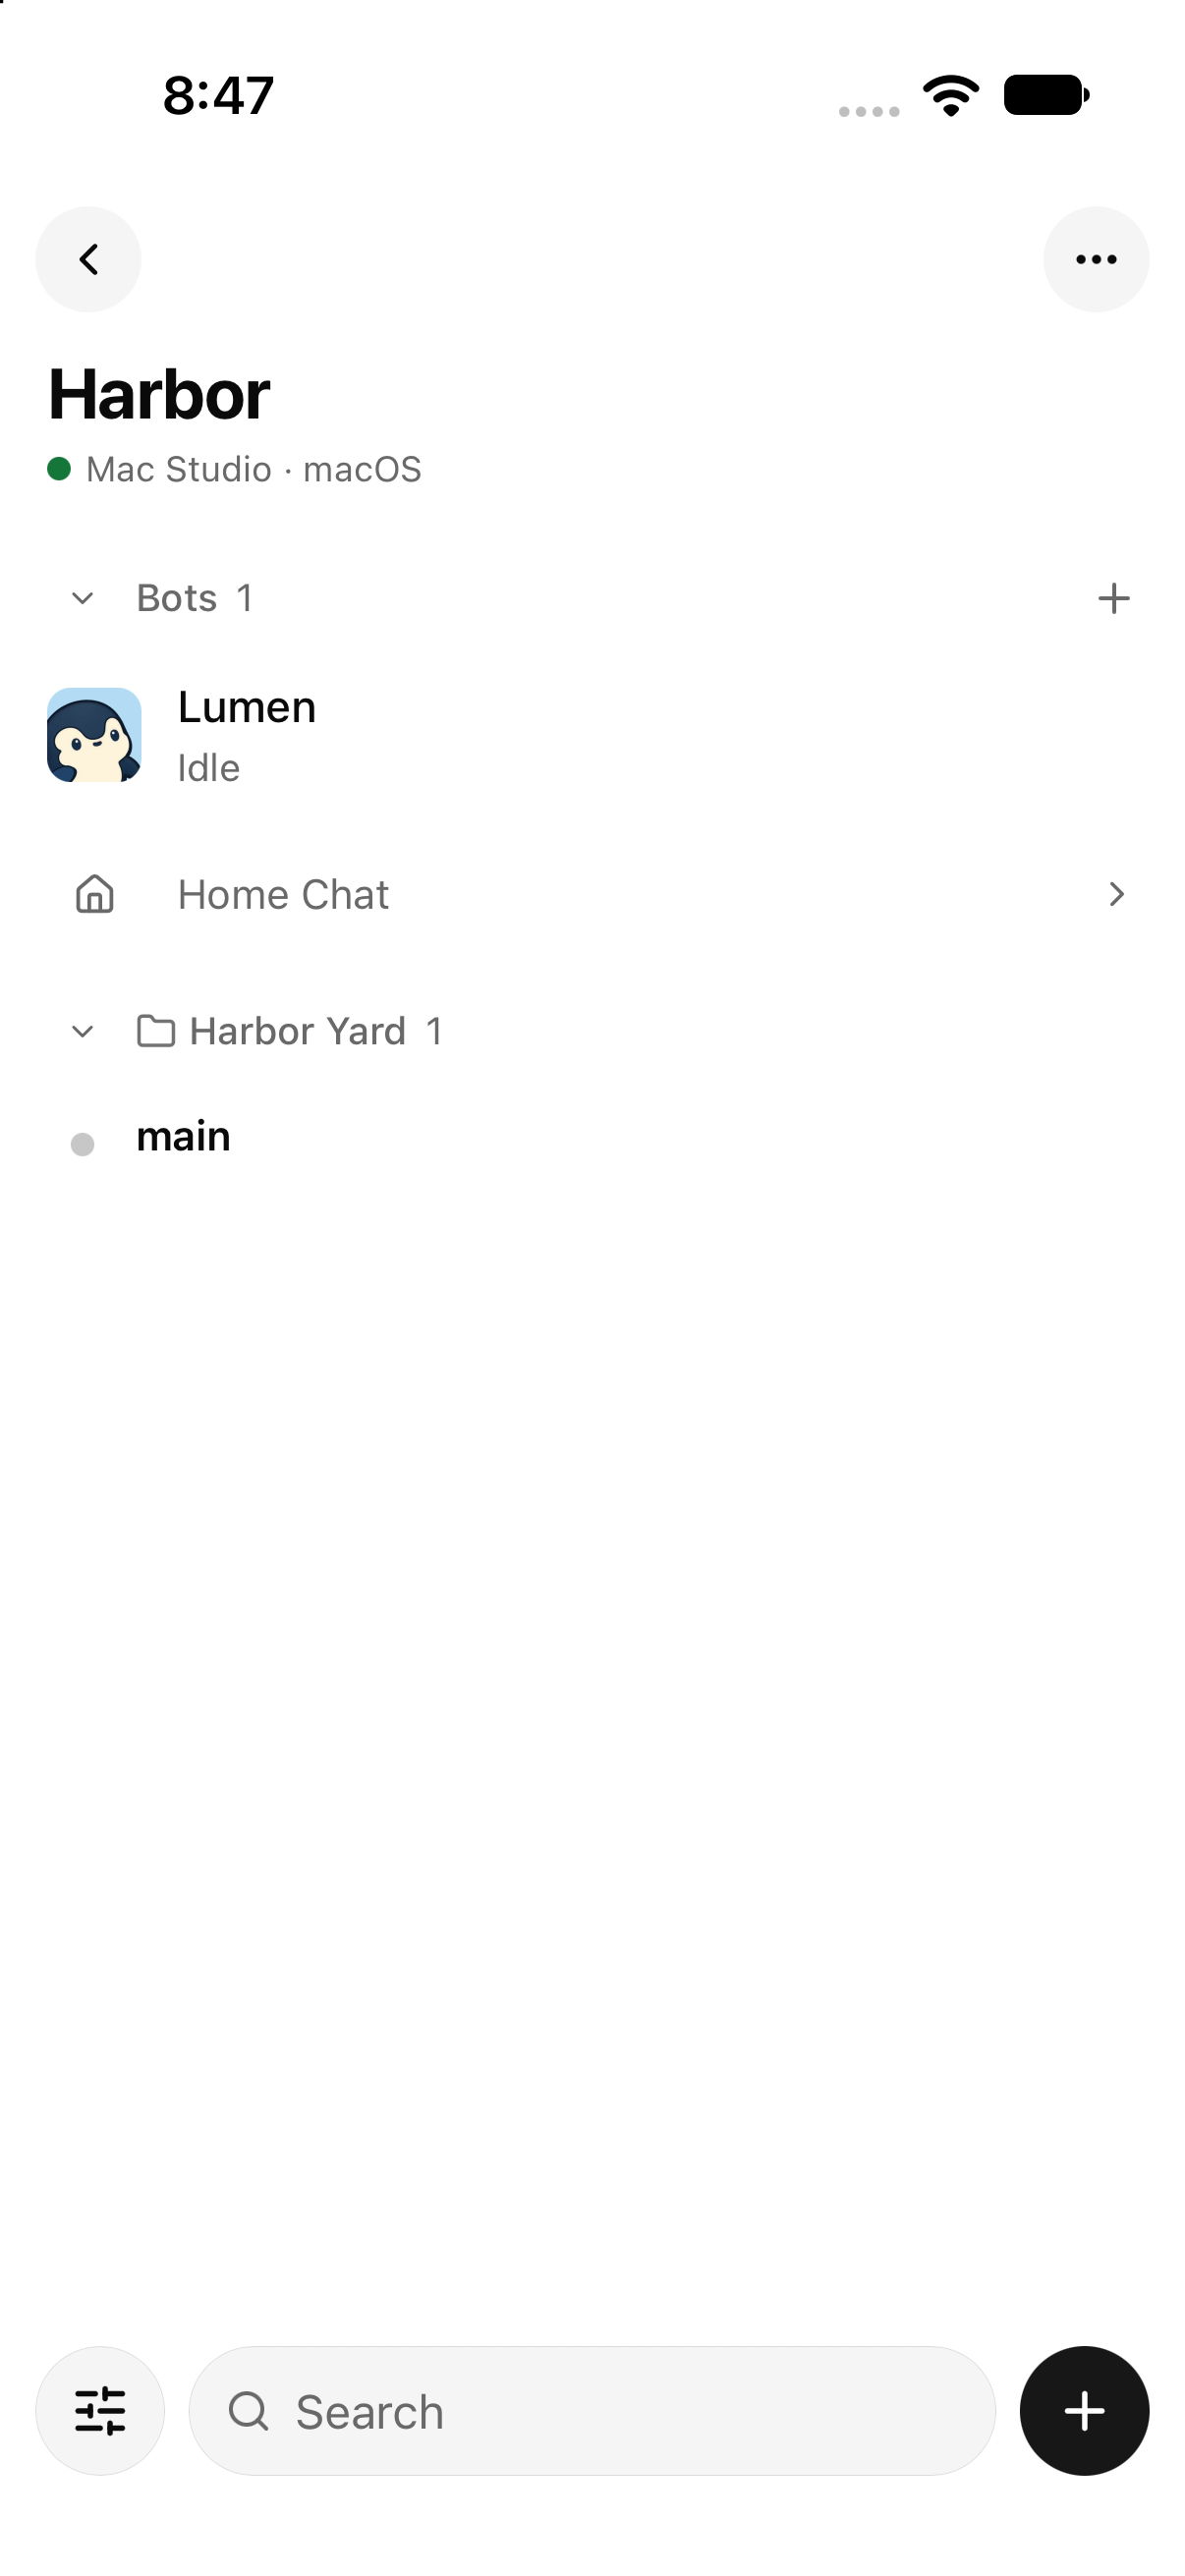 8:47
Harbor
Mac Studio · macOS
Bots 1
Lumen
Idle
Home Chat
Harbor Yard 1
main
Search